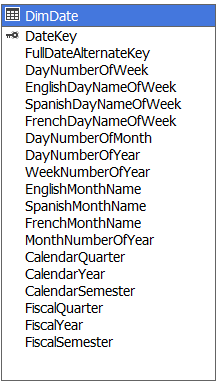 DimDate
DateKey
FullDateAlternateKey
DayNumberOfWeek
EnglishDayNameOfWeek
SpanishDayNameOfWeek
FrenchDayNameOfWeek
DayNumberOfMonth
DayNumberOfYear
WeekNumberOfYear
EnglishMonthName
SpanishMonthName
FrenchMonthName
MonthNumberOfYear
CalendarQuarter
CalendarYear
CalendarSemester
FiscalQuarter
FiscalYear
FiscalSemester